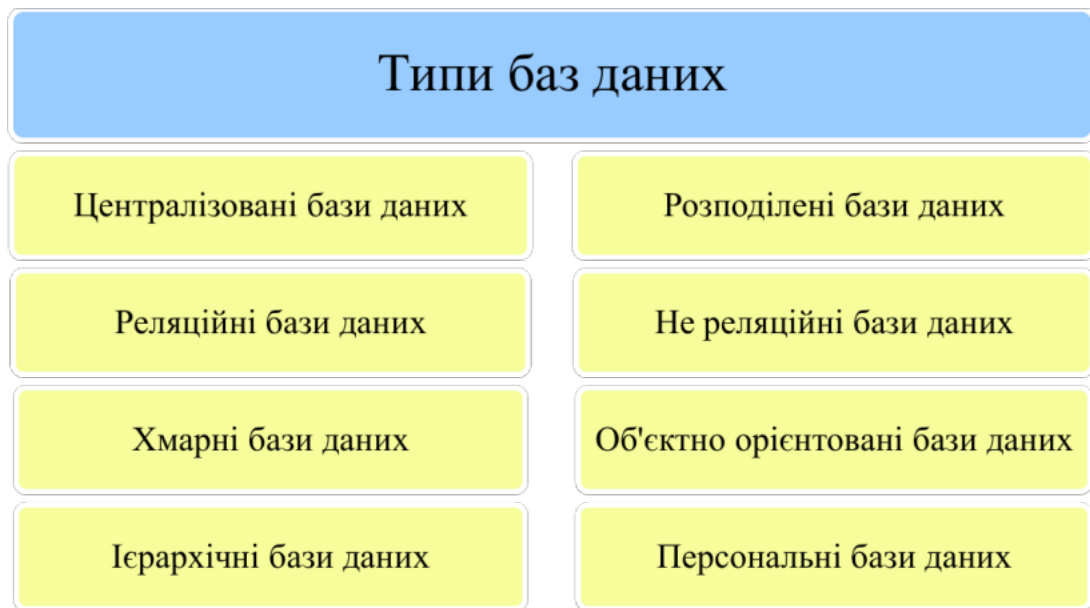 Типи баз даних
Централізовані бази даних
Розподілені бази даних
Реляційні бази даних
Не реляційні бази даних
Хмарні бази даних
Об'єктно орієнтовані бази даних
Ієрархічні бази даних
Персональні бази даних